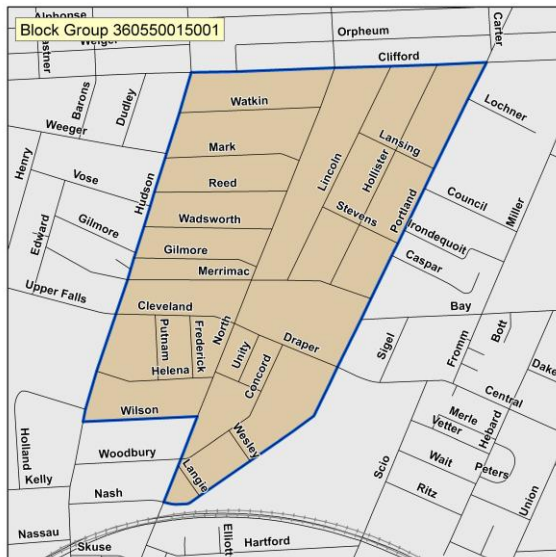 Alphonse
Block Group 360550015001
Weiger
Orpheum
Carter
Clifford
Barons
Dudley
Watkin
Lochner
Weeger
Mark
Lansing
Henry
Vose
Hudson
Reed
Lincoln
Hollister
Council
Miller
Edward
Gilmore
Wadsworth
Stevens
Portland
Irondequoit
Gilmore
Caspar
Merrimac
Upper Falls
Cleveland
Bay
Putnam
Frederick
North
Draper
Sigel
Fromm
Bott
Unity
Helena
Concord
Dake
Central
Wilson
Merle
Hebard
Vetter
Wesley
Holland
Woodbury
Scio
Wait
Peters
Kelly
Langie
Nash
Ritz
Union
Nassau
Skuse
Elliott
Hartford